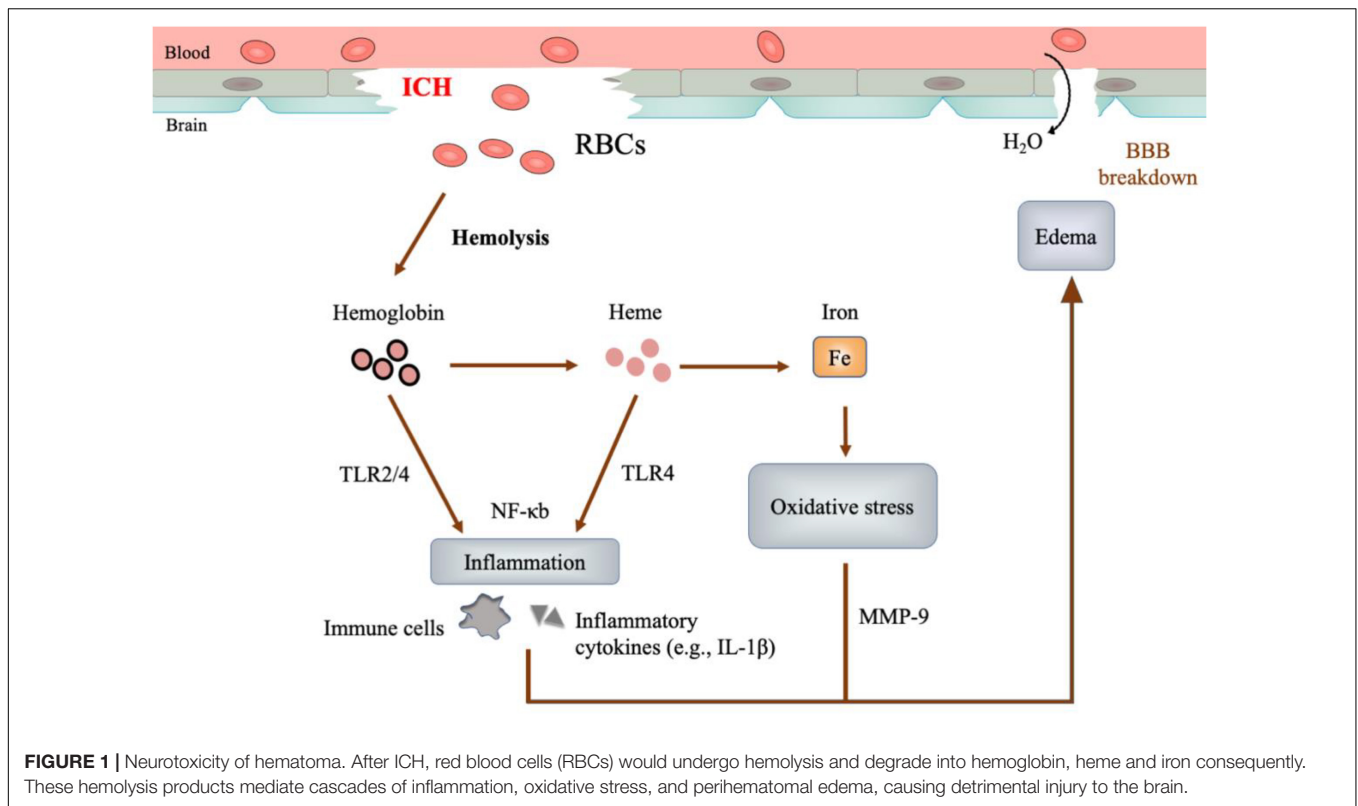 Blood
ICH
Brain
RBCs
H₂O
BBB
breakdown
Edema
Hemolysis
Hemoglobin
Heme
Iron
Fe
TLR2/4
TLR4
NF-κb
Oxidative stress
Inflammation
Immune cells
Inflammatory
cytokines (e.g., IL-1β)
MMP-9
FIGURE 1 | Neurotoxicity of hematoma. After ICH, red blood cells (RBCs) would undergo hemolysis and degrade into hemoglobin, heme and iron consequently.
These hemolysis products mediate cascades of inflammation, oxidative stress, and perihematomal edema, causing detrimental injury to the brain.